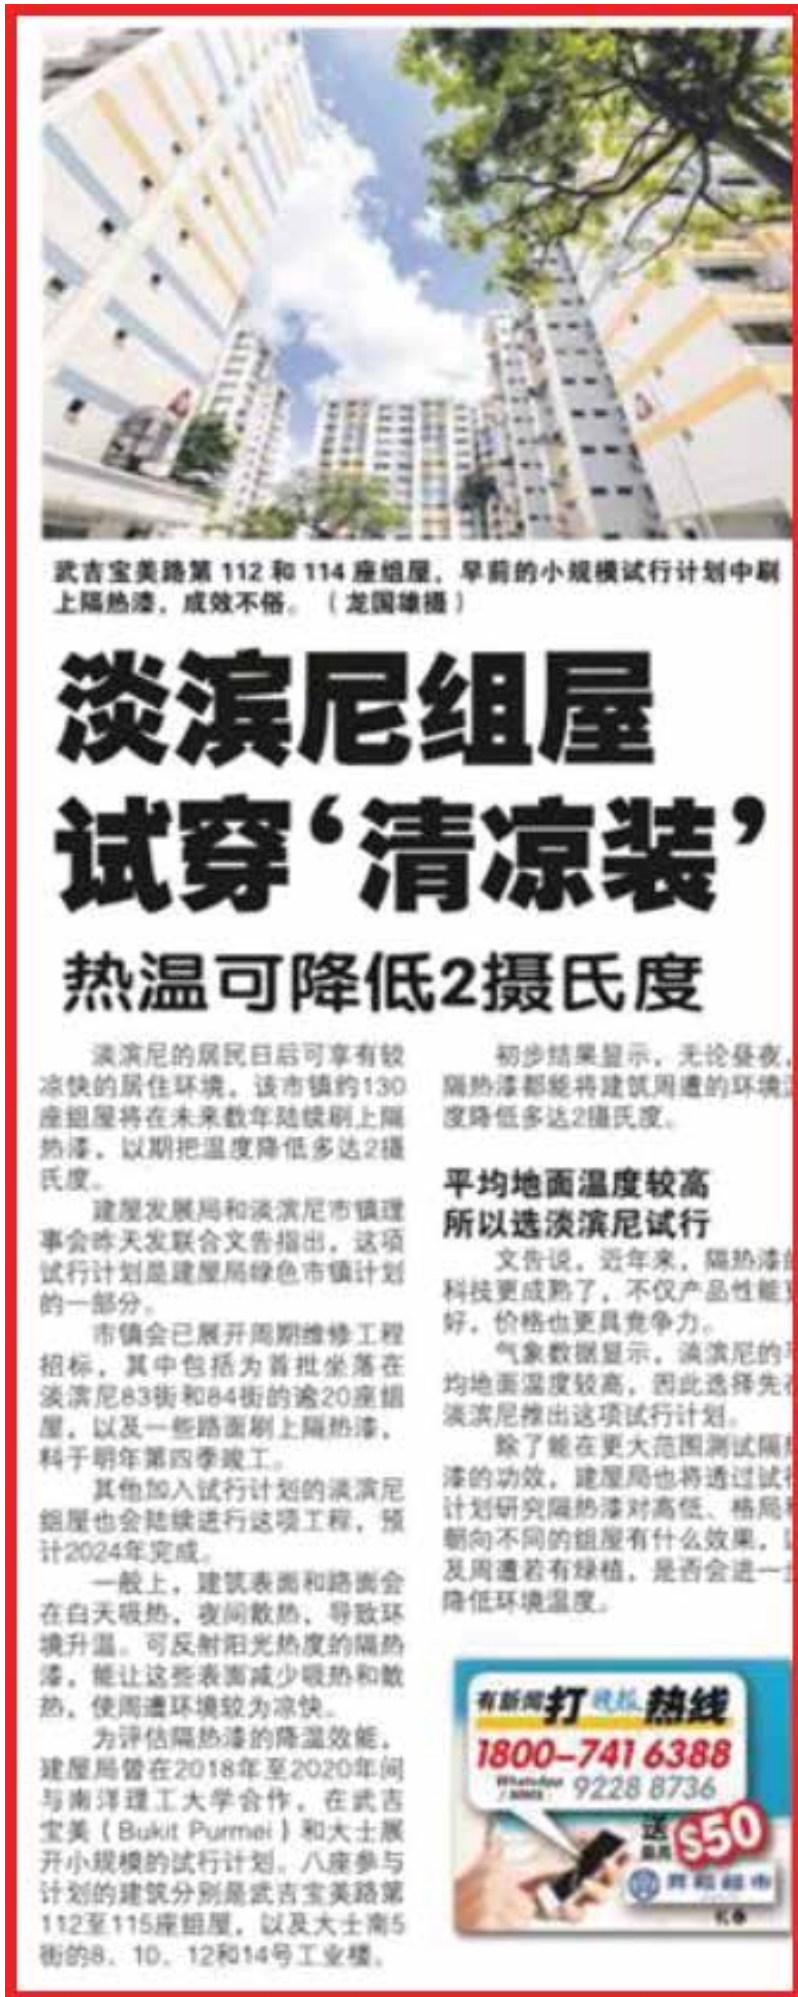 武吉宝美路第 112 和 114 座组屋，早前的小规模试行计划中刷
上隔热漆，成效不俗。（龙国雄摄）
淡滨尼组屋
试穿‘清凉装’
热温可降低2摄氏度
淡滨尼的居民日后可享有较
凉快的居住环境，该市镇约130
座组屋将在未来数年陆续刷上隔
热漆，以期把温度降低多达2摄
氏度。
建屋发展局和淡滨尼市镇理
事会昨天发联合文告指出，这项
试行计划是建屋局绿色市镇计划
的一部分。
市镇会已展开周期维修工程
招标，其中包括为首批坐落在
淡滨尼83街和84街的逾20座组
屋，以及一些路面刷上隔热漆，
料于明年第四季竣工。
其他加入试行计划的淡滨尼
组屋也会陆续进行这项工程，预
计2024年完成。
一般上，建筑表面和路面会
在白天吸热，夜间散热，导致环
境升温。可反射阳光热度的隔热
漆，能让这些表面减少吸热和散
热，使周遭环境较为凉快。
为评估隔热漆的降温效能，
建屋局曾在2018年至2020年间
与南洋理工大学合作，在武吉
宝美（Bukit Purmei）和大士展
开小规模的试行计划。八座参与
计划的建筑分别是武吉宝美路第
112至115座组屋，以及大士南5
街的8、10、12和14号工业楼。
初步结果显示，无论昼夜，
隔热漆都能将建筑周遭的环境温
度降低多达2摄氏度。
平均地面温度较高
所以选淡滨尼试行
文告说，近年来，隔热漆的
科技更成熟了，不仅产品性能更
好，价格也更具竞争力。
气象数据显示，淡滨尼的平
均地面温度较高，因此选择先在
淡滨尼推出这项试行计划。
除了能在更大范围测试隔热
漆的功效，建屋局也将透过试行
计划研究隔热漆对高低、格局和
朝向不同的组屋有什么效果，以
及周遭若有绿植，是否会进一步
降低环境温度。
有新闻打晚报热线
1800-741 6388
WhatsApp
/MMS: 9228 8736
送
最高
$50
昇菘超市
礼券